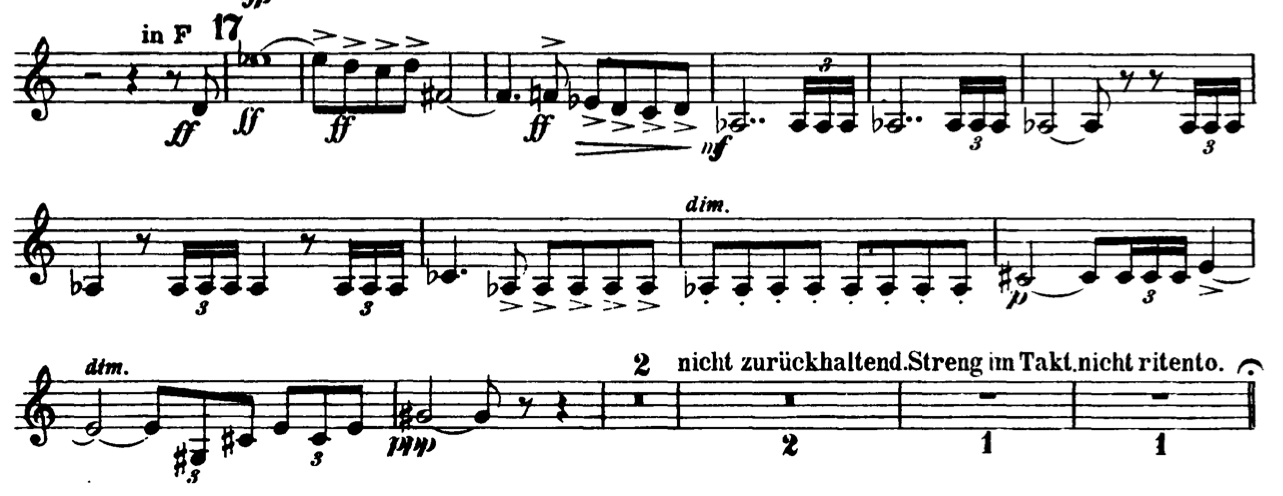 in F 17
ff ff ff ff mf 3 3 3
3 3 dim. p 3
dim. 2 nicht zurückhaltend. Streng im Takt. nicht ritento.
3 3 ppp 2 1 1